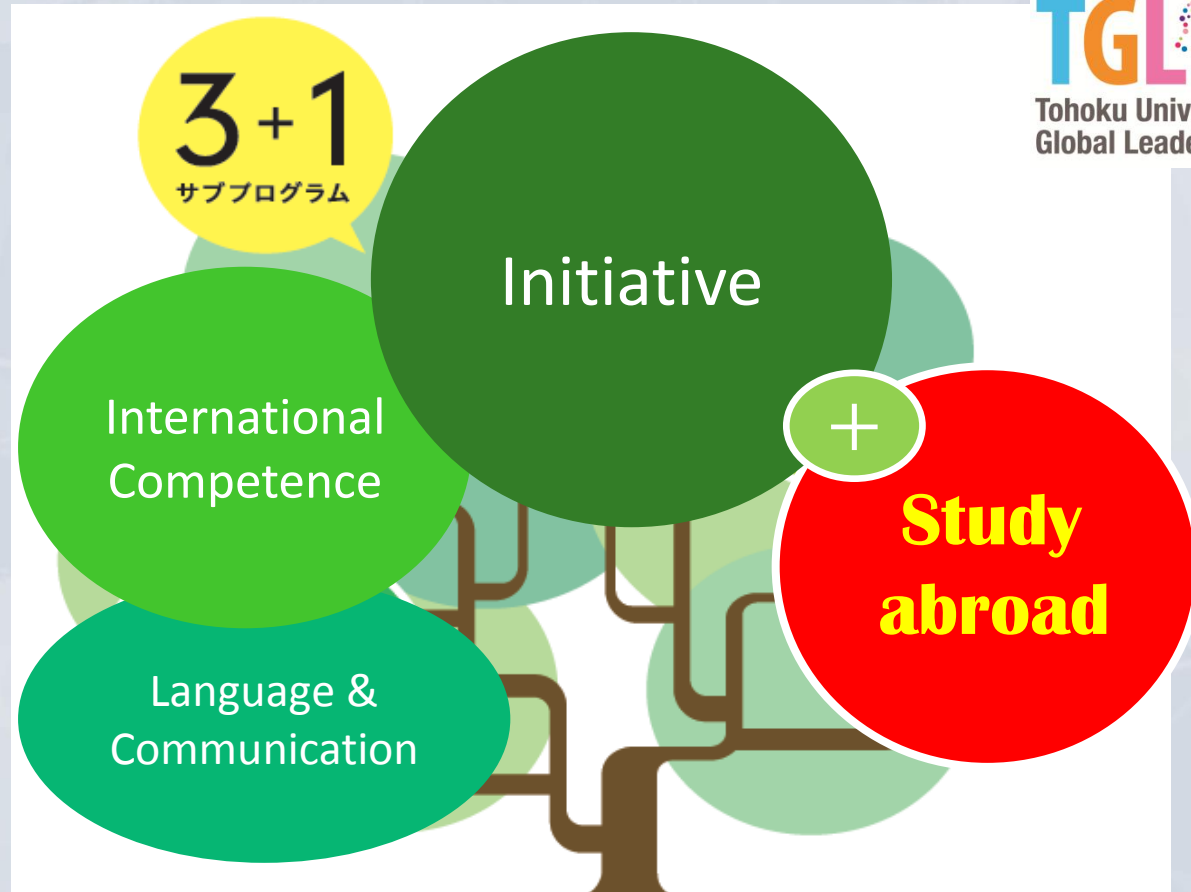 TGL
Tohoku Univ
Global Leade
3+1
サブプログラム
Initiative
International
Competence
+
Study
abroad
Language &
Communication